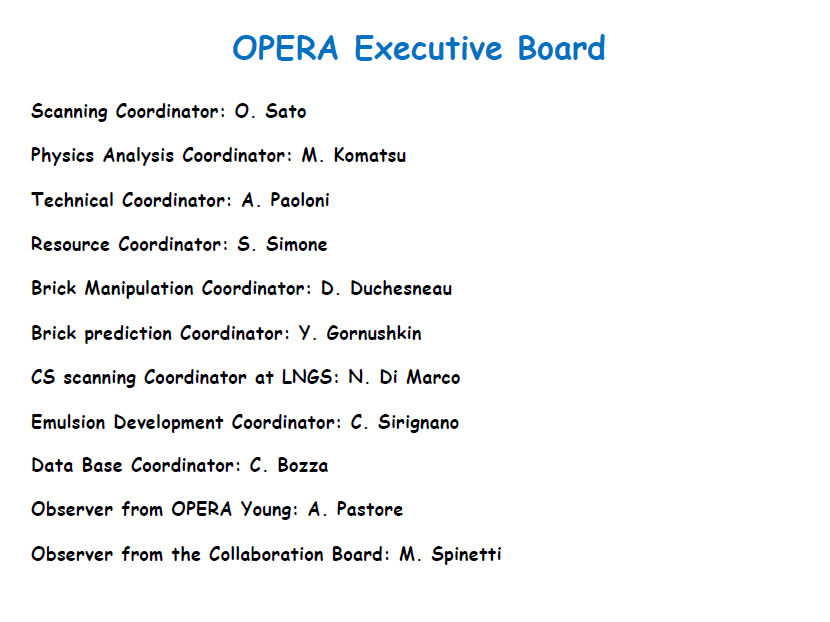 OPERA Executive Board
Scanning Coordinator: O. Sato
Physics Analysis Coordinator: M. Komatsu
Technical Coordinator: A. Paoloni
Resource Coordinator: S. Simone
Brick Manipulation Coordinator: D. Duchesneau
Brick prediction Coordinator: Y. Gornushkin
CS scanning Coordinator at LNGS: N. Di Marco
Emulsion Development Coordinator: C. Sirignano
Data Base Coordinator: C. Bozza
Observer from OPERA Young: A. Pastore
Observer from the Collaboration Board: M. Spinetti